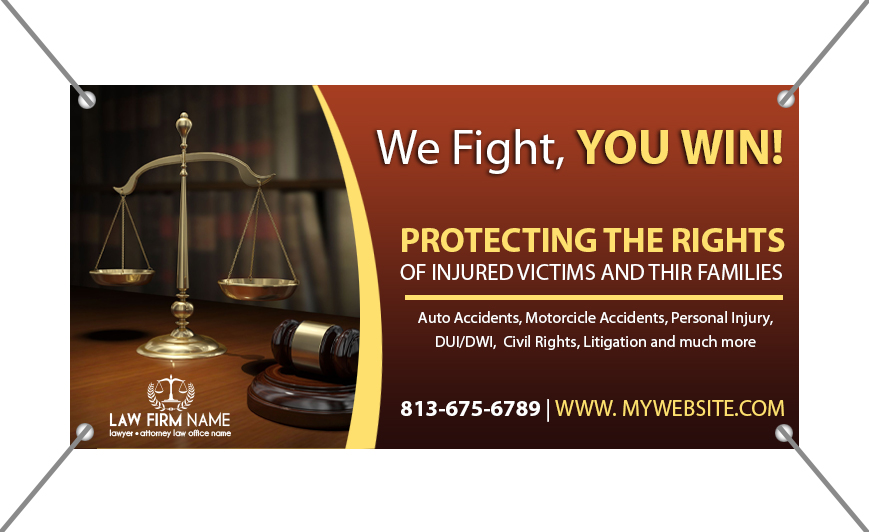 We Fight, YOU WIN!
PROTECTING THE RIGHTS
OF INJURED VICTIMS AND THIR FAMILIES
Auto Accidents, Motorcicle Accidents, Personal Injury,
DUI/DWI, Civil Rights, Litigation and much more
813-675-6789 | WWW. MYWEBSITE.COM
LAW FIRM NAME
lawyer • attorney law office name